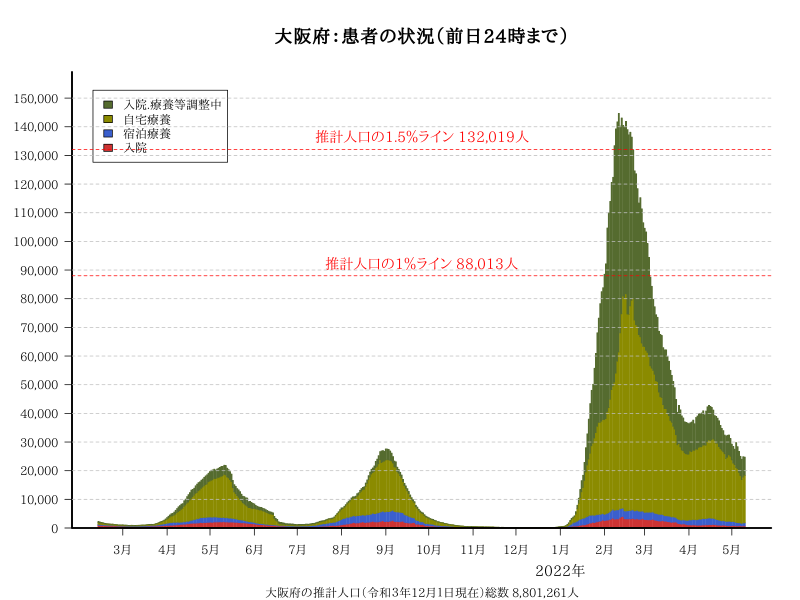 大阪府：患者の状況（前日24時まで）
150,000
140,000
130,000
120,000
110,000
100,000
90,000
80,000
70,000
60,000
50,000
40,000
30,000
20,000
10,000
0
入院.療養等調整中
自宅療養
宿泊療養
入院
推計人口の1.5%ライン 132,019人
推計人口の1%ライン 88,013人
3月 4月 5月 6月 7月 8月 9月 10月 11月 12月 1月 2月 3月 4月 5月
2022年
大阪府の推計人口（令和3年12月1日現在）総数 8,801,261人